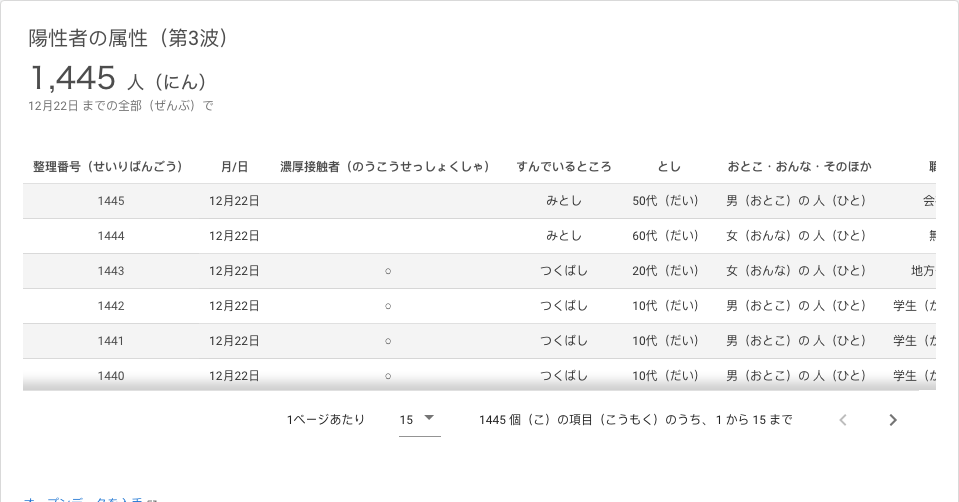 陽性者の属性（第3波）
1,445 人（にん）
12月22日 までの全部（ぜんぶ）で
整理番号（せいりばんごう） 月/日 濃厚接触者（のうこうせっしょくしゃ） すんでいるところ とし おとこ・おんな・そのほか
1445 12月22日 みとし 50代（だい） 男（おとこ）の 人（ひと） 会
1444 12月22日 みとし 60代（だい） 女（おんな）の 人（ひと） 無
1443 12月22日 ○ つくばし 20代（だい） 女（おんな）の 人（ひと） 地方
1442 12月22日 ○ つくばし 10代（だい） 男（おとこ）の 人（ひと） 学生（か
1441 12月22日 ○ つくばし 10代（だい） 男（おとこ）の 人（ひと） 学生（か
1440 12月22日 ○ つくばし 10代（だい） 男（おとこ）の 人（ひと） 学生（か
1ページあたり 15 1445 個（こ）の項目（こうもく）のうち、1 から 15 まで
オープンデータを入手